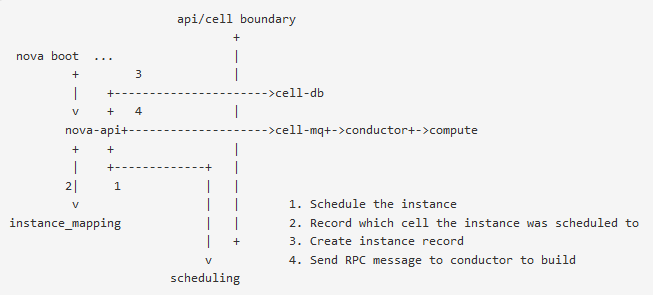 api/cell boundary
+
nova boot ... |
+ 3 |
| +---------------------->cell-db
v + 4 |
nova-api+--------------------->cell-mq+->conductor+->compute
+ + |
| +-------------+ |
2| 1 | | 1. Schedule the instance
v | | 2. Record which cell the instance was scheduled to
instance_mapping | | 3. Create instance record
| + 4. Send RPC message to conductor to build
v
scheduling